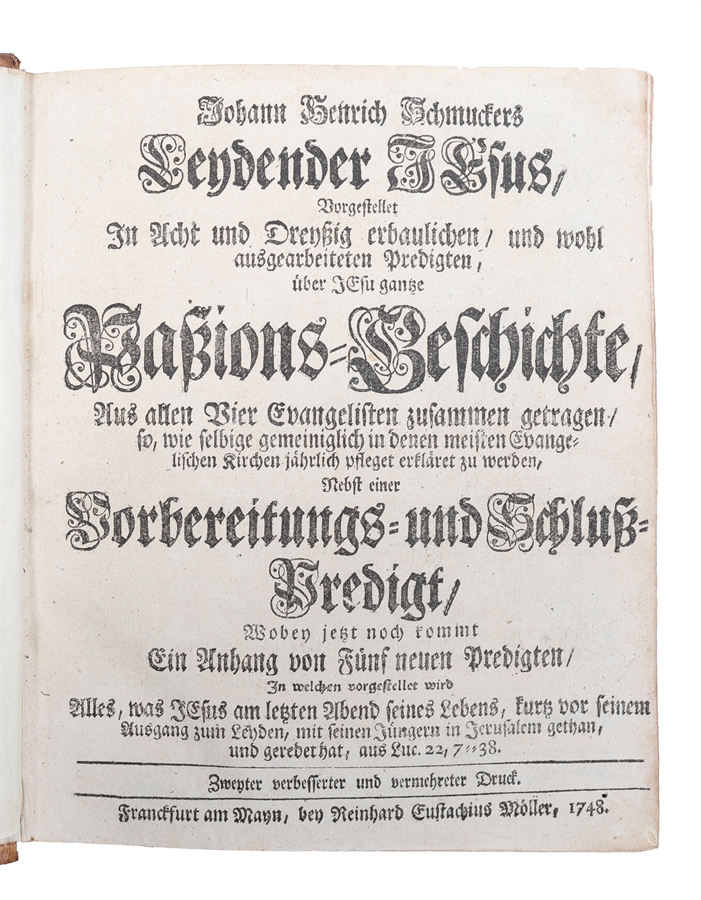 Johann Henrich Schmuckers
Leydender JEsus,
Vorgestellet
In Acht und Dreyßig erbaulichen/ und wohl
ausgearbeiteten Predigten,
über JEsu gantze
Paßions-Geschichte,
Aus allen Vier Evangelisten zusammen getragen/
so, wie selbige gemeiniglich in denen meisten Evange-
lischen Kirchen jährlich pfleget erkläret zu werden,
Nebst einer
Vorbereitungs- und Schluß-
Predigt/
Wobey jetzt noch kommt
Ein Anhang von Fünf neuen Predigten/
In welchen vorgestellet wird
Alles, was JEsus am letzten Abend seines Lebens, kurtz vor seinem
Ausgang zum Leyden, mit seinen Jüngern in Jerusalem gethan,
und geredet hat, aus Luc. 22, 7-38.
Zweyter verbesserter und vermehreter Druck.
Franckfurt am Mayn, bey Reinhard Eustachius Möller, 1748.